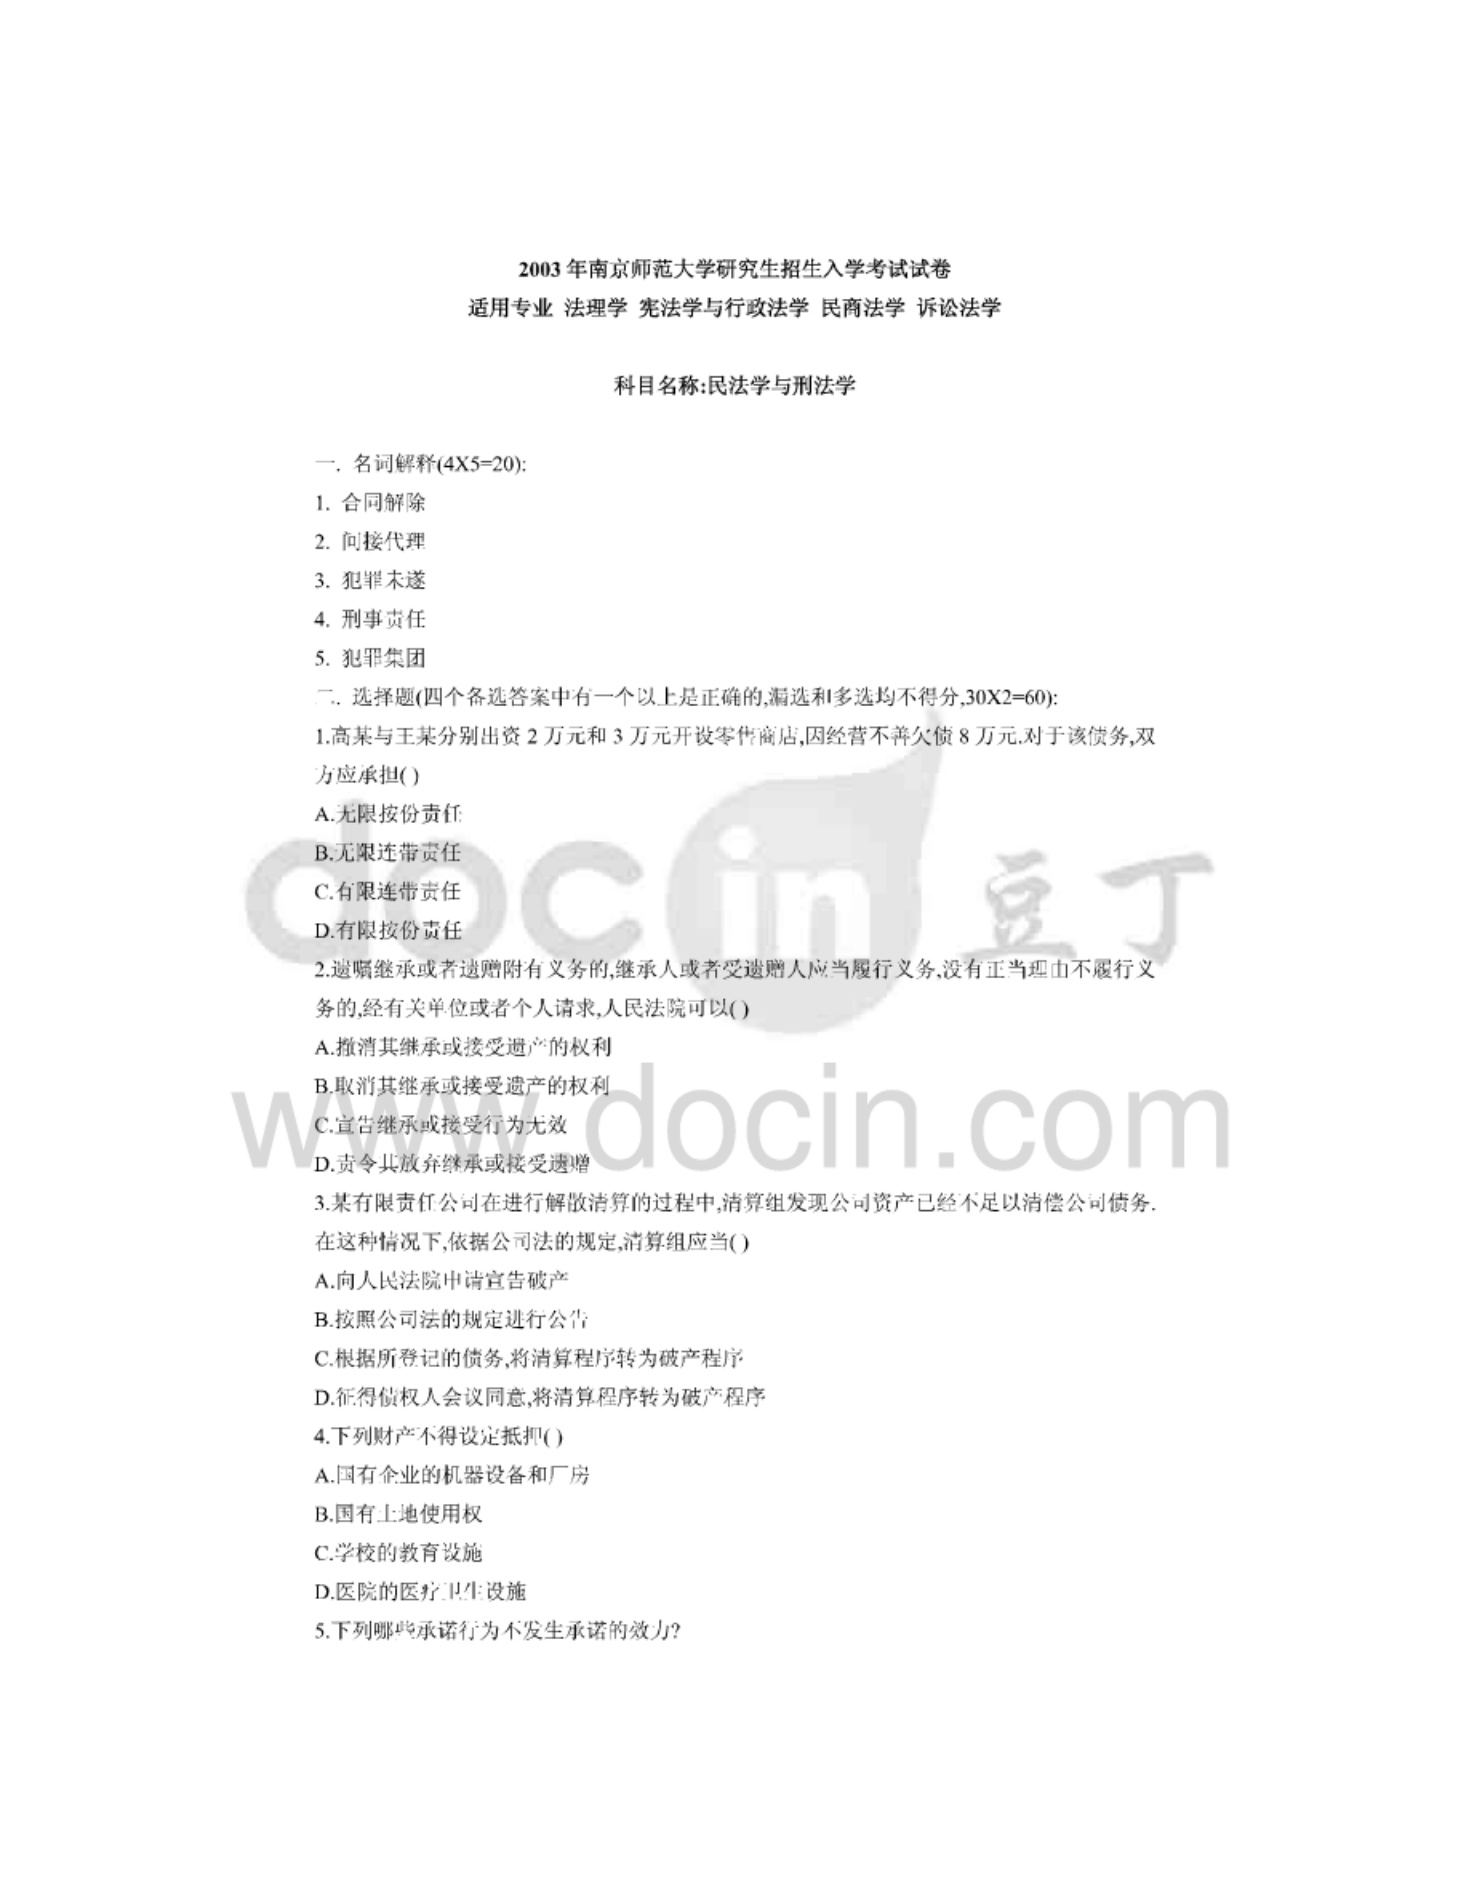 2003 年南京师范大学研究生招生入学考试试卷
适用专业 法理学 宪法学与行政法学 民商法学 诉讼法学
科目名称:民法学与刑法学
一. 名词解释(4X5=20):
1. 合同解除
2. 间接代理
3. 犯罪未遂
4. 刑事责任
5. 犯罪集团
二. 选择题(四个备选答案中有一个以上是正确的,漏选和多选均不得分,30X2=60):
1.高某与王某分别出资 2 万元和 3 万元开设零售商店,因经营不善欠债 8 万元.对于该债务,双
方应承担( )
A.无限按份责任
B.无限连带责任
C.有限连带责任
D.有限按份责任
2.遗嘱继承或者遗赠附有义务的,继承人或者受遗赠人应当履行义务,没有正当理由不履行义
务的,经有关单位或者个人请求,人民法院可以( )
A.撤消其继承或接受遗产的权利
B.取消其继承或接受遗产的权利
C.宣告继承或接受行为无效
D.责令其放弃继承或接受遗赠
3.某有限责任公司在进行解散清算的过程中,清算组发现公司资产已经不足以清偿公司债务.
在这种情况下,依据公司法的规定,清算组应当( )
A.向人民法院申请宣告破产
B.按照公司法的规定进行公告
C.根据所登记的债务,将清算程序转为破产程序
D.征得债权人会议同意,将清算程序转为破产程序
4.下列财产不得设定抵押( )
A.国有企业的机器设备和厂房
B.国有土地使用权
C.学校的教育设施
D.医院的医疗卫生设施
5.下列哪些承诺行为不发生承诺的效力?
docin 豆丁
www.docin.com